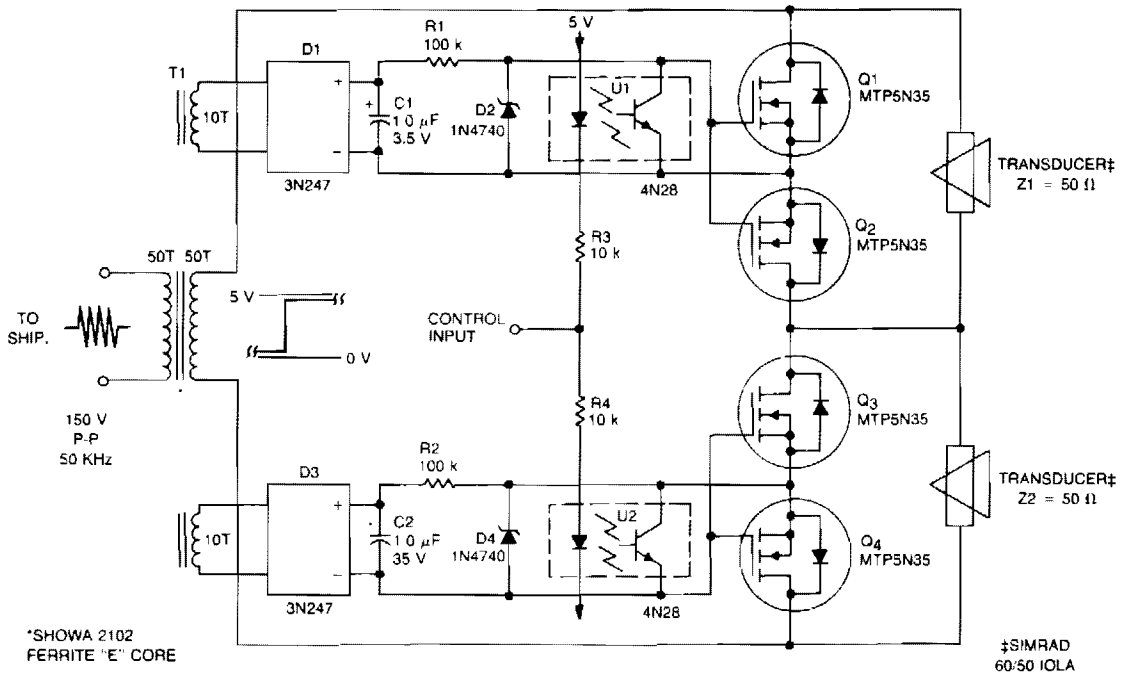 D1
R1
100 k
5 V
T1
10T
+
–
+
C1
1.0 µF
3.5 V
D2
1N4740
U1
Q1
MTP5N35
3N247
4N28
TRANSDUCER‡
Z1 = 50 Ω
Q2
MTP5N35
R3
10 k
50T 50T
TO
SHIP.
5 V
0 V
CONTROL
INPUT
150 V
P-P
50 KHz
R4
10 k
Q3
MTP5N35
D3
R2
100 k
10T
+
–
C2
1.0 µF
35 V
D4
1N4740
U2
Q4
MTP5N35
3N247
4N28
TRANSDUCER‡
Z2 = 50 Ω
*SHOWA 2102
FERRITE "E" CORE
‡SIMRAD
60/50 IOLA